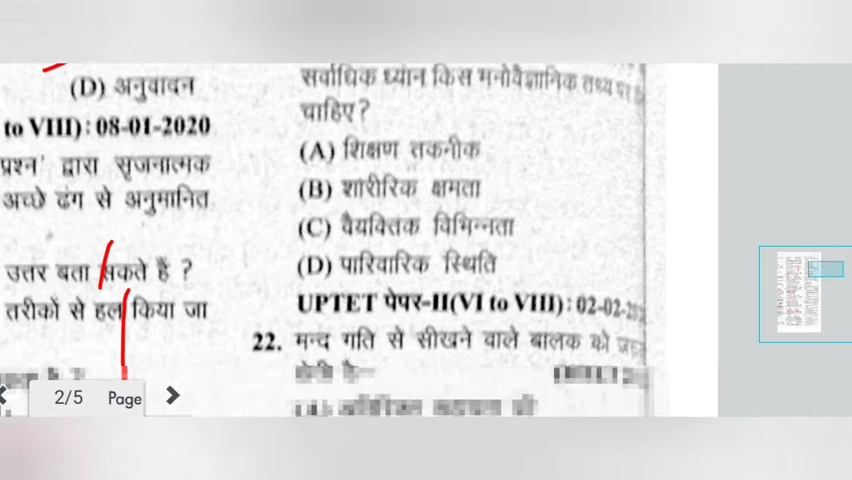 (D) अनुवादन
to VIII) : 08-01-2020
प्रश्न' द्वारा सृजनात्मक
अच्छे ढंग से अनुमानित
उत्तर बता सकते हैं ?
तरीकों से हल किया जा
सर्वाधिक ध्यान किस मनोवैज्ञानिक तथ्य पर
चाहिए?
(A) शिक्षण तकनीक
(B) शारीरिक क्षमता
(C) वैयक्तिक विभिन्नता
(D) पारिवारिक स्थिति
UPTET पेपर-II(VI to VIII) : 02-02-
22. मन्द गति से सीखने वाले बालक को
2/5 Page